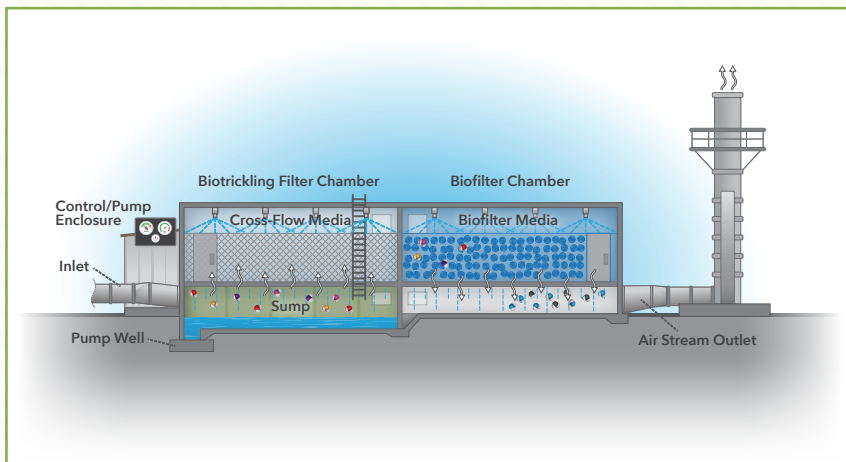 Biotrickling Filter Chamber
Biofilter Chamber
Control/Pump
Enclosure
Cross-Flow Media
Biofilter Media
Inlet
Sump
Pump Well
Air Stream Outlet